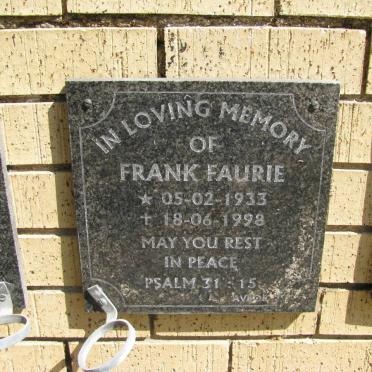 IN LOVING MEMORY
OF
FRANK FAURIE
★ 05-02-1933
✝ 18-06-1998
MAY YOU REST
IN PEACE
PSALM 31 : 15